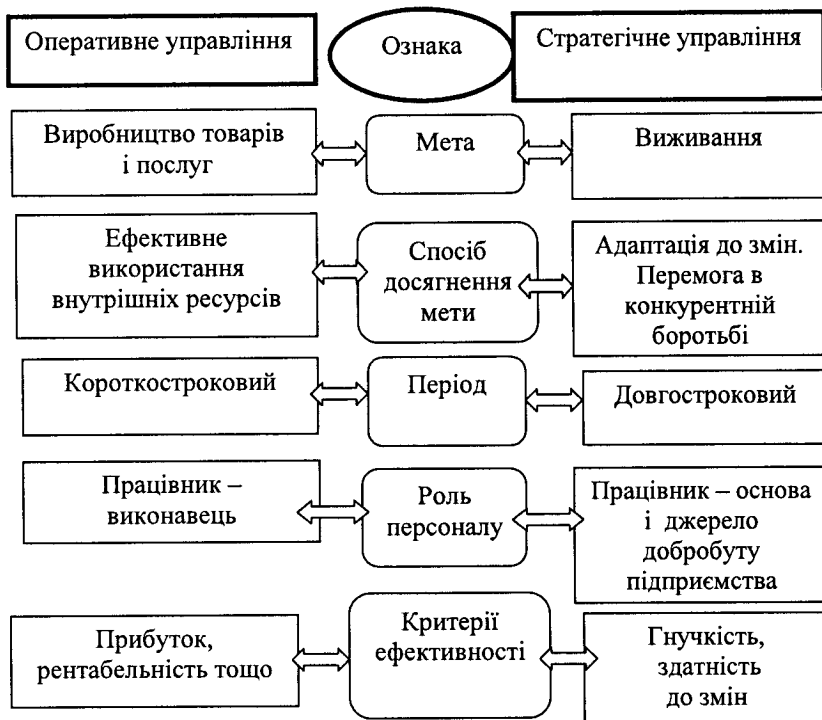 Оперативне управління
Ознака
Стратегічне управління
Виробництво товарів
і послуг
Мета
Виживання
Ефективне
використання
внутрішніх ресурсів
Спосіб
досягнення
мети
Адаптація до змін.
Перемога в
конкурентній
боротьбі
Короткостроковий
Період
Довгостроковий
Працівник –
виконавець
Роль
персоналу
Працівник – основа
і джерело
добробуту
підприємства
Прибуток,
рентабельність тощо
Критерії
ефективності
Гнучкість,
здатність
до змін